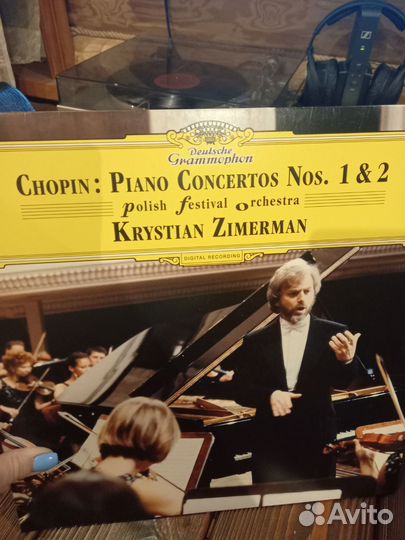 Deutsche
Grammophon
CHOPIN: PIANO CONCERTOS NOS. 1 & 2
polish festival orchestra
KRYSTIAN ZIMERMAN
DIGITAL RECORDING
Avito